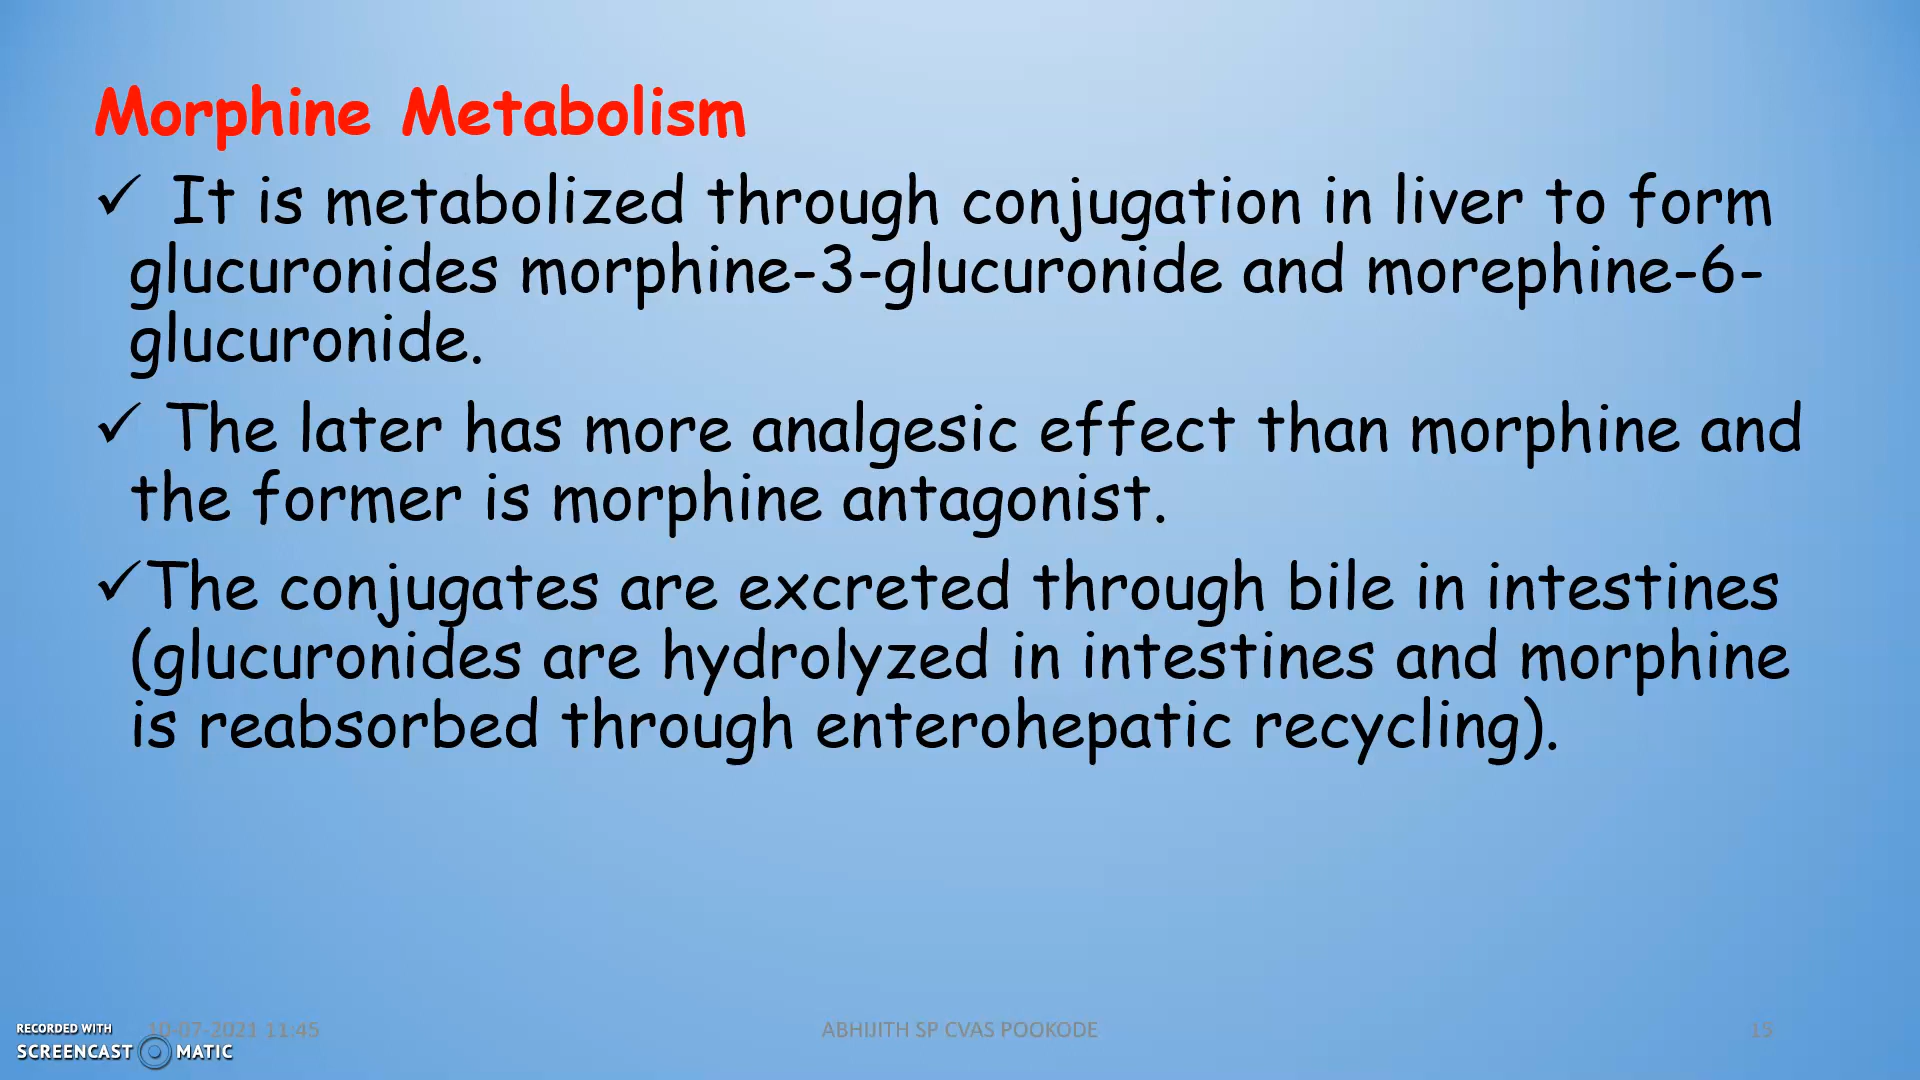 Morphine Metabolism
✓ It is metabolized through conjugation in liver to form
glucuronides morphine-3-glucuronide and morephine-6-
glucuronide.
✓ The later has more analgesic effect than morphine and
the former is morphine antagonist.
✓The conjugates are excreted through bile in intestines
(glucuronides are hydrolyzed in intestines and morphine
is reabsorbed through enterohepatic recycling).
10-07-2021 11.45
ABHIJITH SP CVAS POOKODE
15
RECORDED WITH
SCREENCAST MATIC